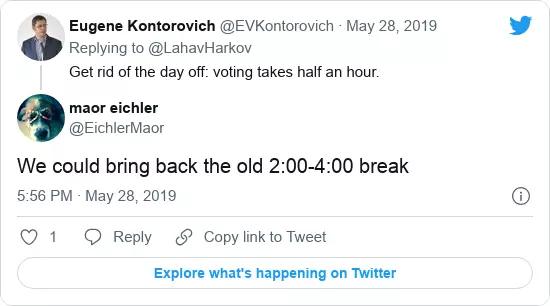 Eugene Kontorovich @EVKontorovich · May 28, 2019
Replying to @LahavHarkov
Get rid of the day off: voting takes half an hour.
maor eichler
@EichlerMaor
We could bring back the old 2:00-4:00 break
5:56 PM · May 28, 2019
1 Reply Copy link to Tweet
Explore what's happening on Twitter